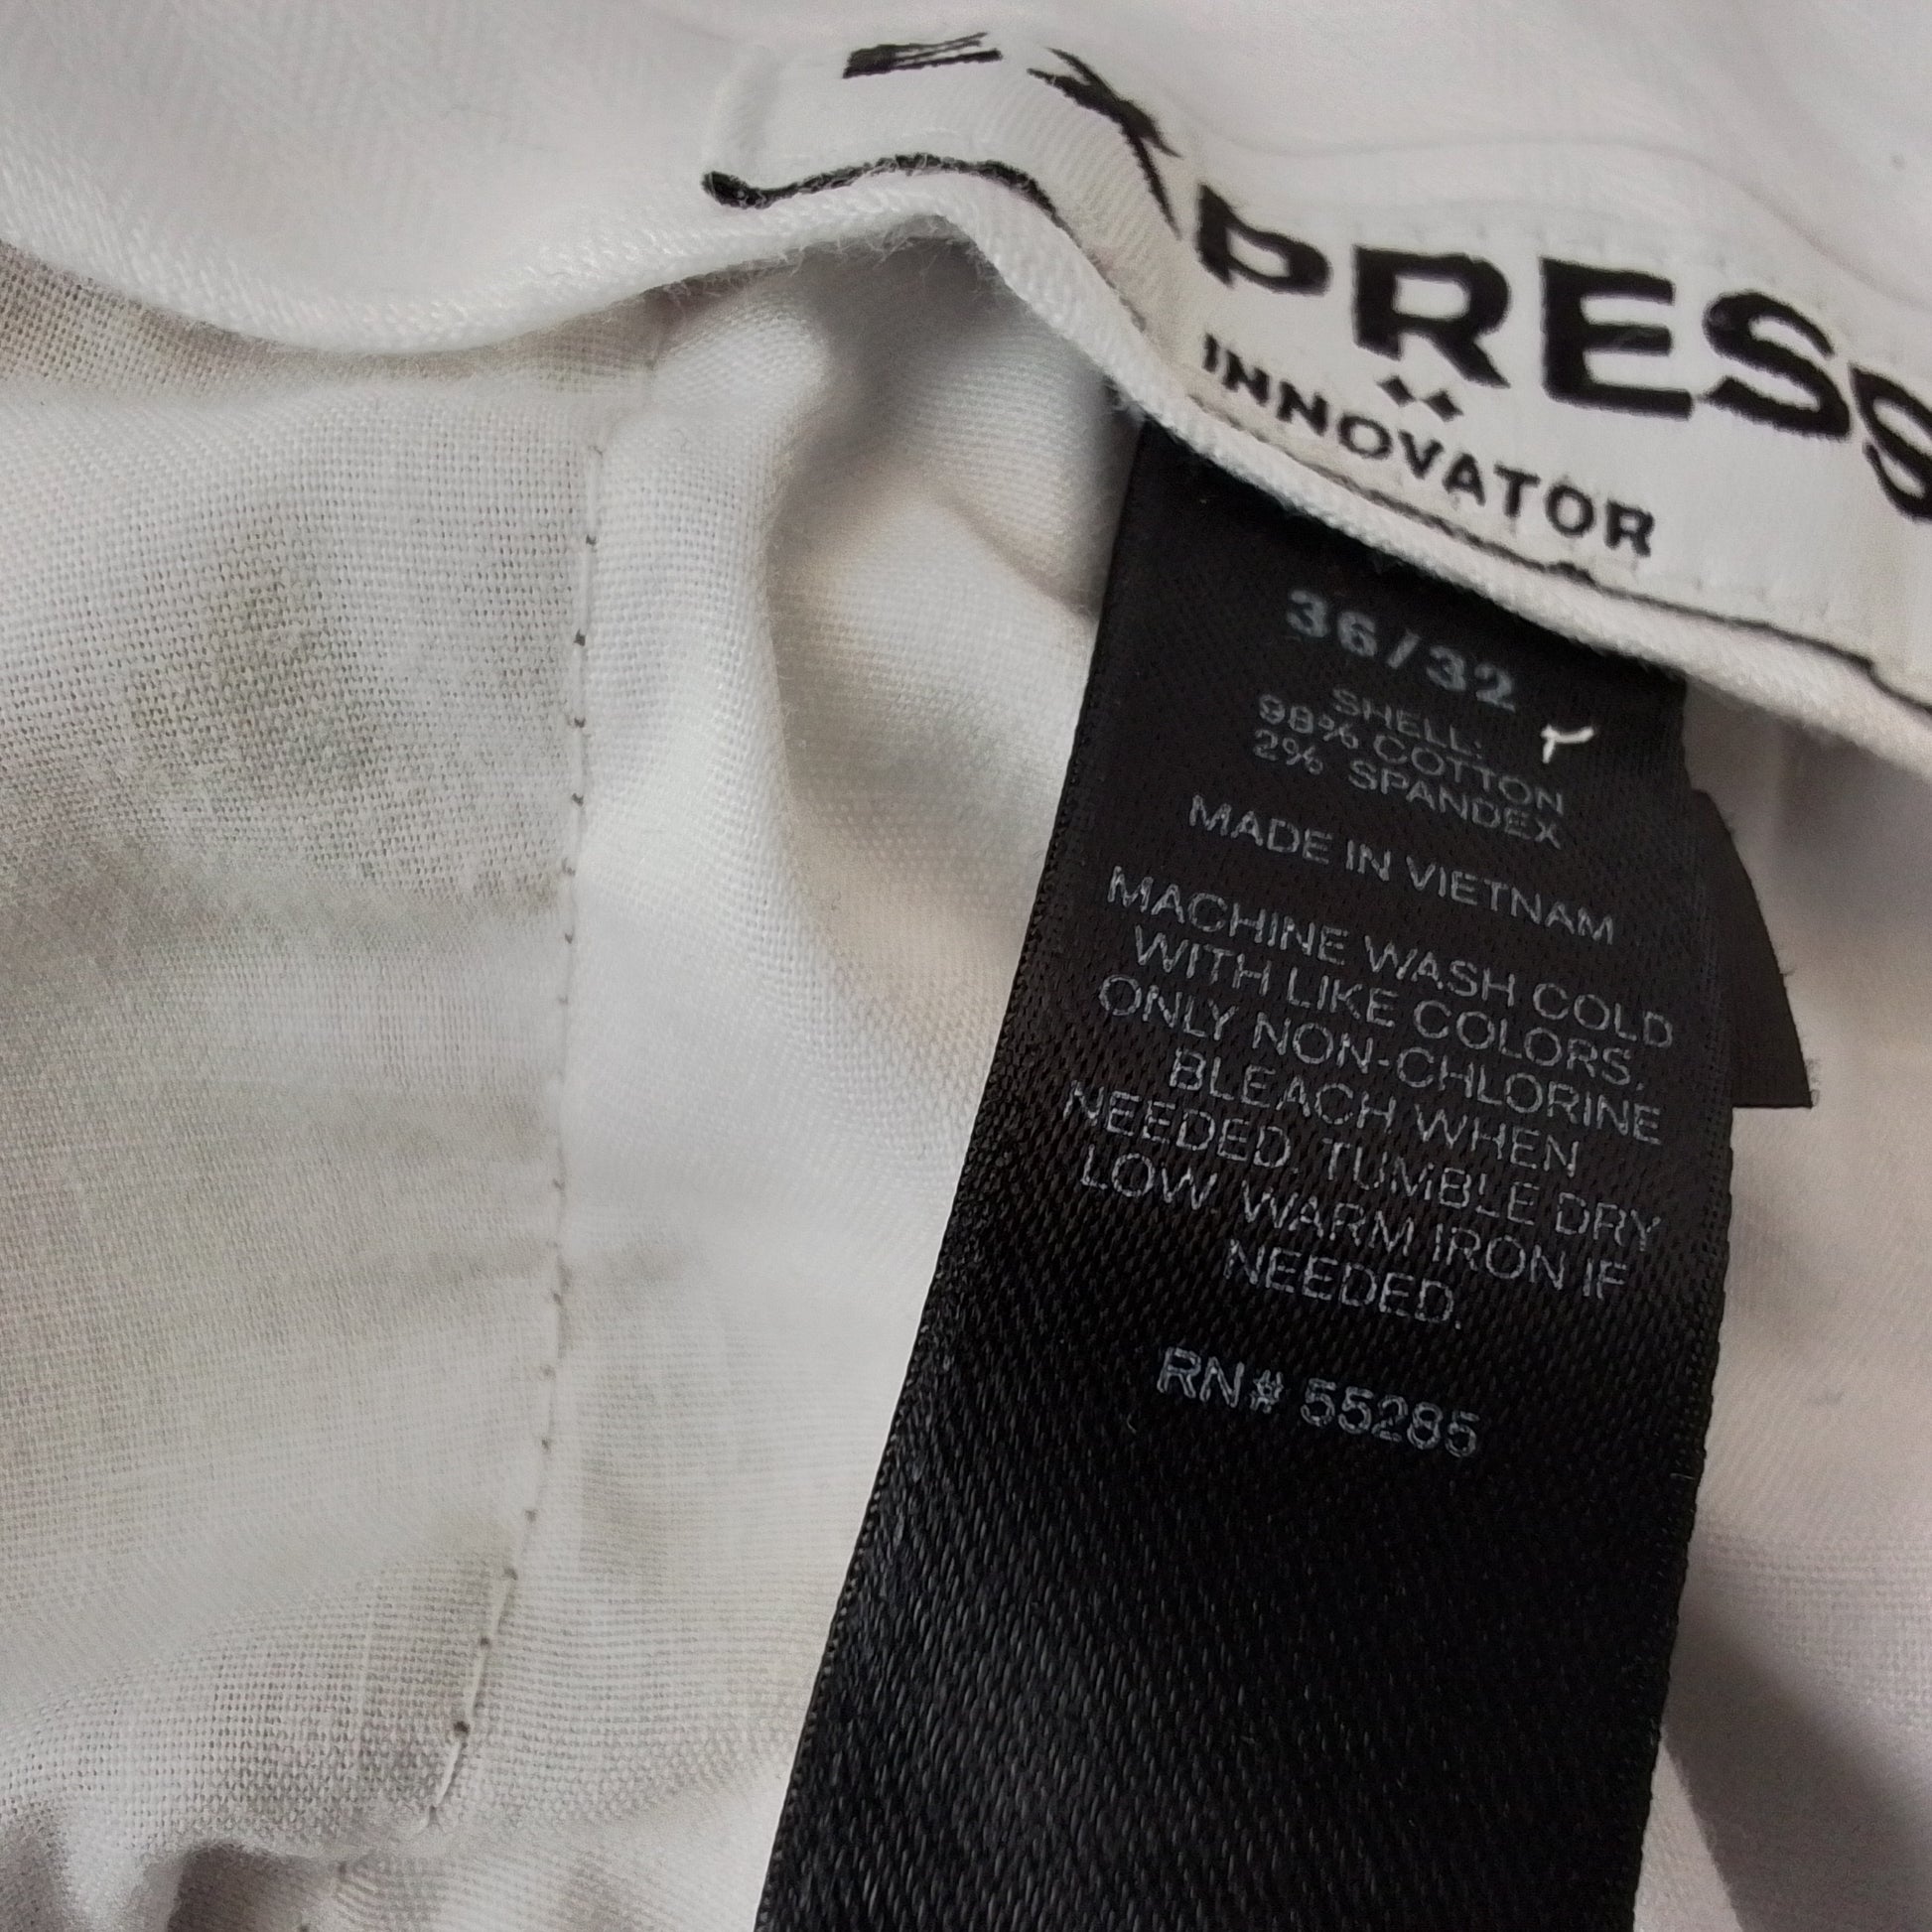 EXPRESS
INNOVATOR
36/32
SHELL:
98% COTTON
2% SPANDEX
MADE IN VIETNAM
MACHINE WASH COLD
WITH LIKE COLORS.
ONLY NON-CHLORINE
BLEACH WHEN
NEEDED. TUMBLE DRY
LOW. WARM IRON IF
NEEDED.
RN# 55285